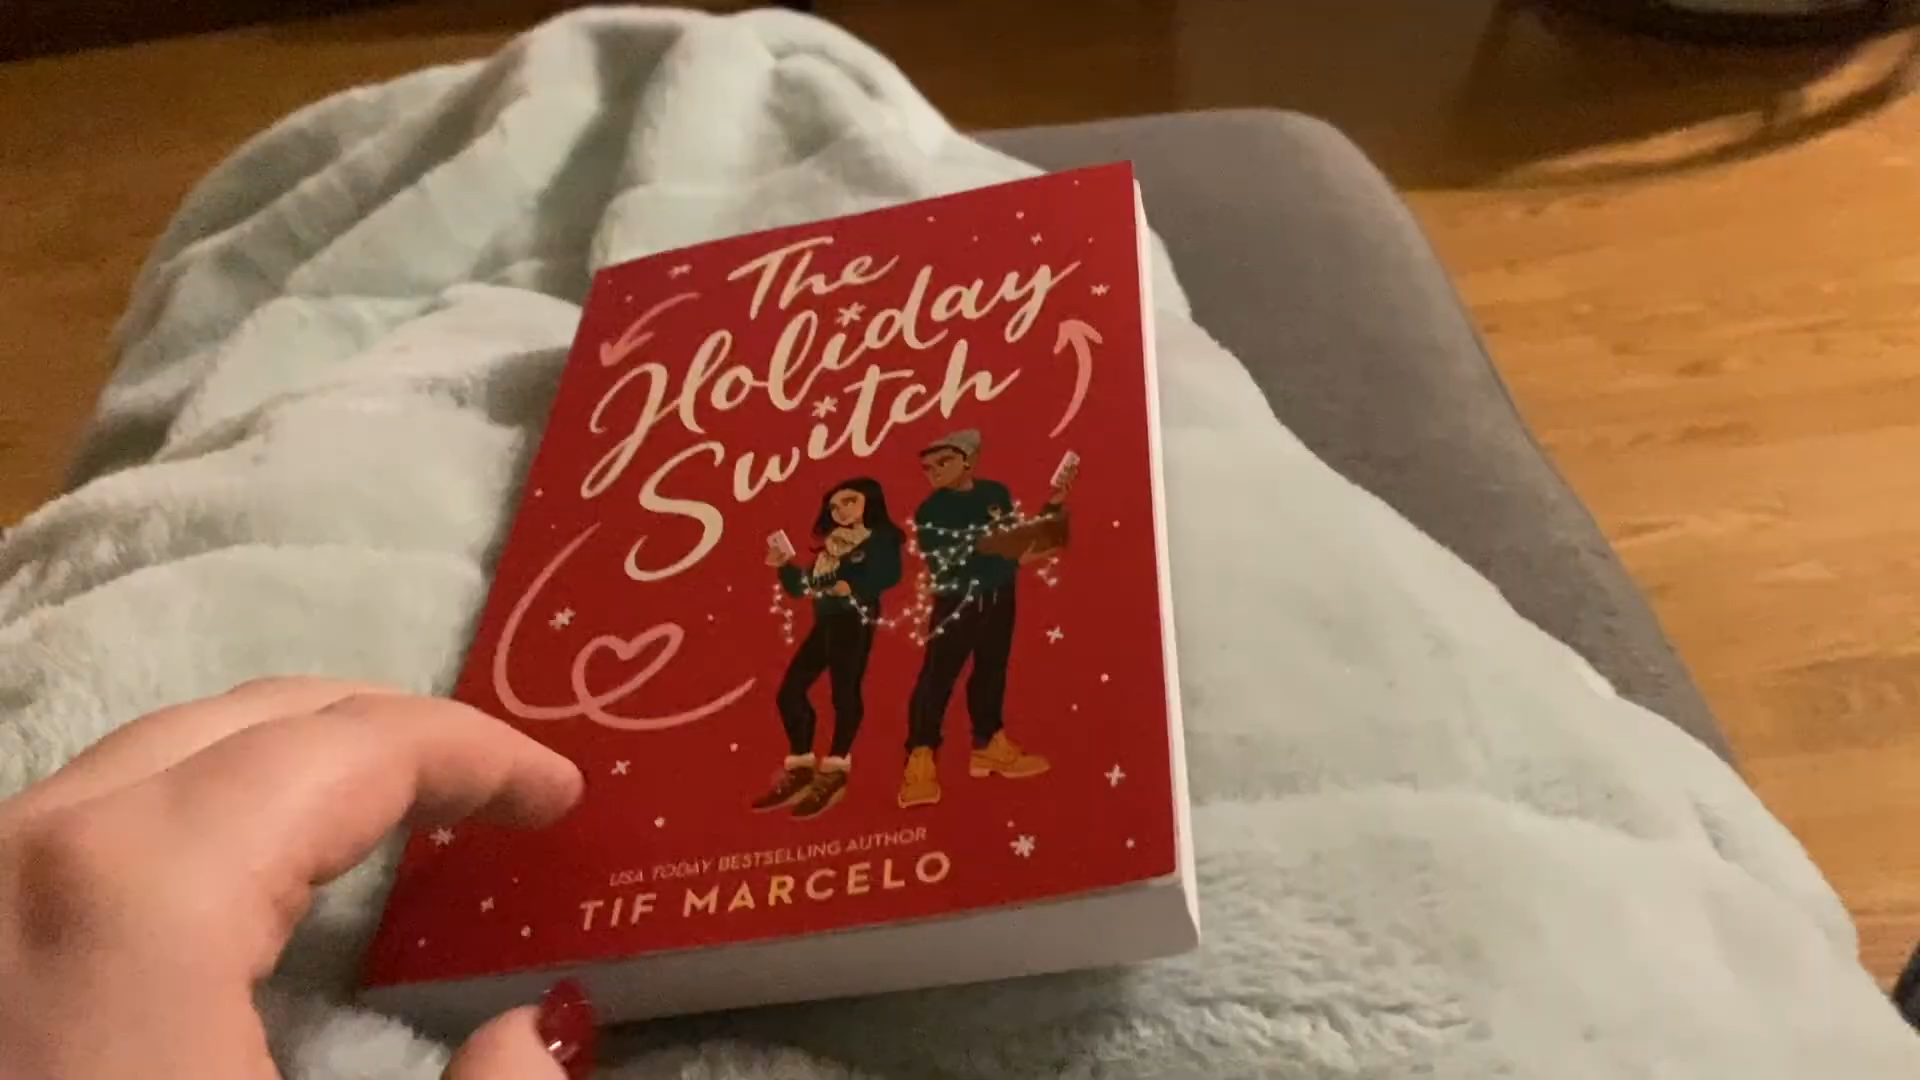 The
Holiday
Switch
USA TODAY BESTSELLING AUTHOR
TIF MARCELO